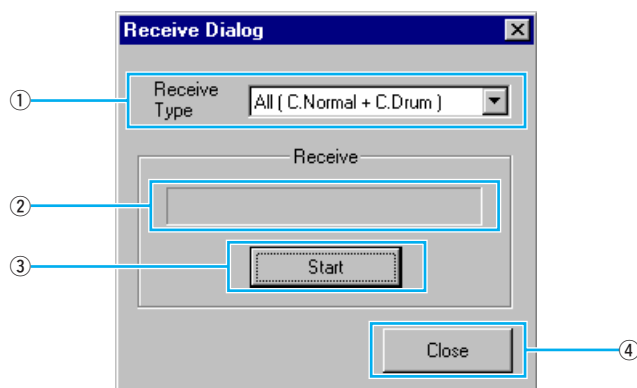 Receive Dialog
① Receive Type All ( C.Normal + C.Drum )
Receive
②
③ Start
Close ④